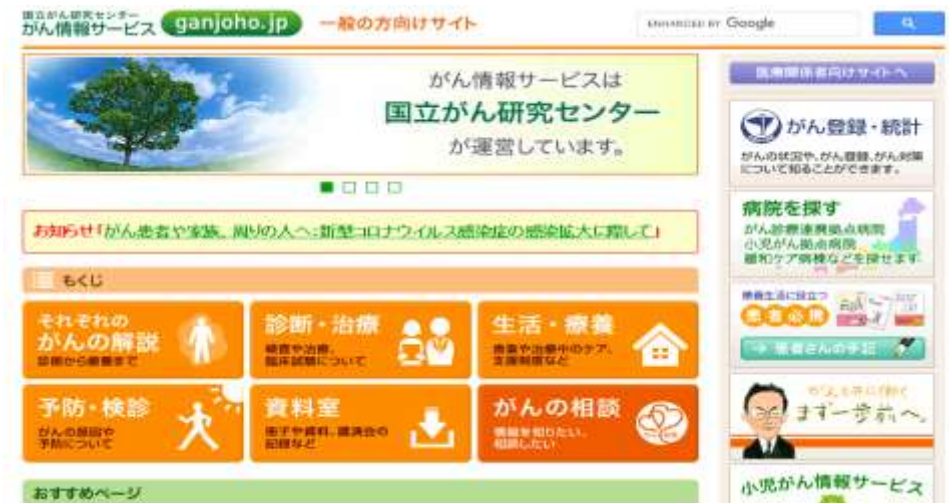 国立がん研究センター
がん情報サービス ganjoho.jp 一般の方向けサイト
ENHANCED BY Google
がん情報サービスは
国立がん研究センター
が運営しています。
お知らせ「がん患者や家族、周りの人へ:新型コロナウイルス感染症の感染拡大に際して」
もくじ
それぞれの
がんの解説
診断から療養まで
診断・治療
検査や治療、
臨床試験について
生活・療養
食事や治療中のケア、
支援制度など
予防・検診
がんの原因や
予防について
資料室
冊子や資料、講演会の
記録など
がんの相談
情報を知りたい、
相談したい
おすすめページ
医療関係者向けサイトへ
がん登録・統計
がんの状況や、がん登録、がん対策
について知ることができます。
病院を探す
がん診療連携拠点病院
小児がん拠点病院
緩和ケア病棟などを探せます
療養生活に役立つ
患者必携
患者さんの手記
まず一歩前へ。
小児がん情報サービス